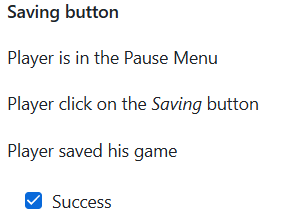 Saving button
Player is in the Pause Menu
Player click on the Saving button
Player saved his game
Success